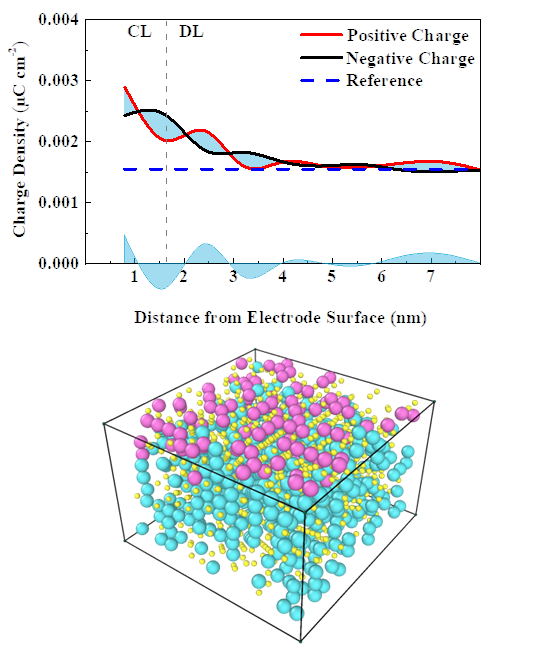 0.004
CL DL
Positive Charge
Negative Charge
Reference
0.003
0.002
0.001
0.000
Charge Density (μC cm⁻²)
1 2 3 4 5 6 7
Distance from Electrode Surface (nm)